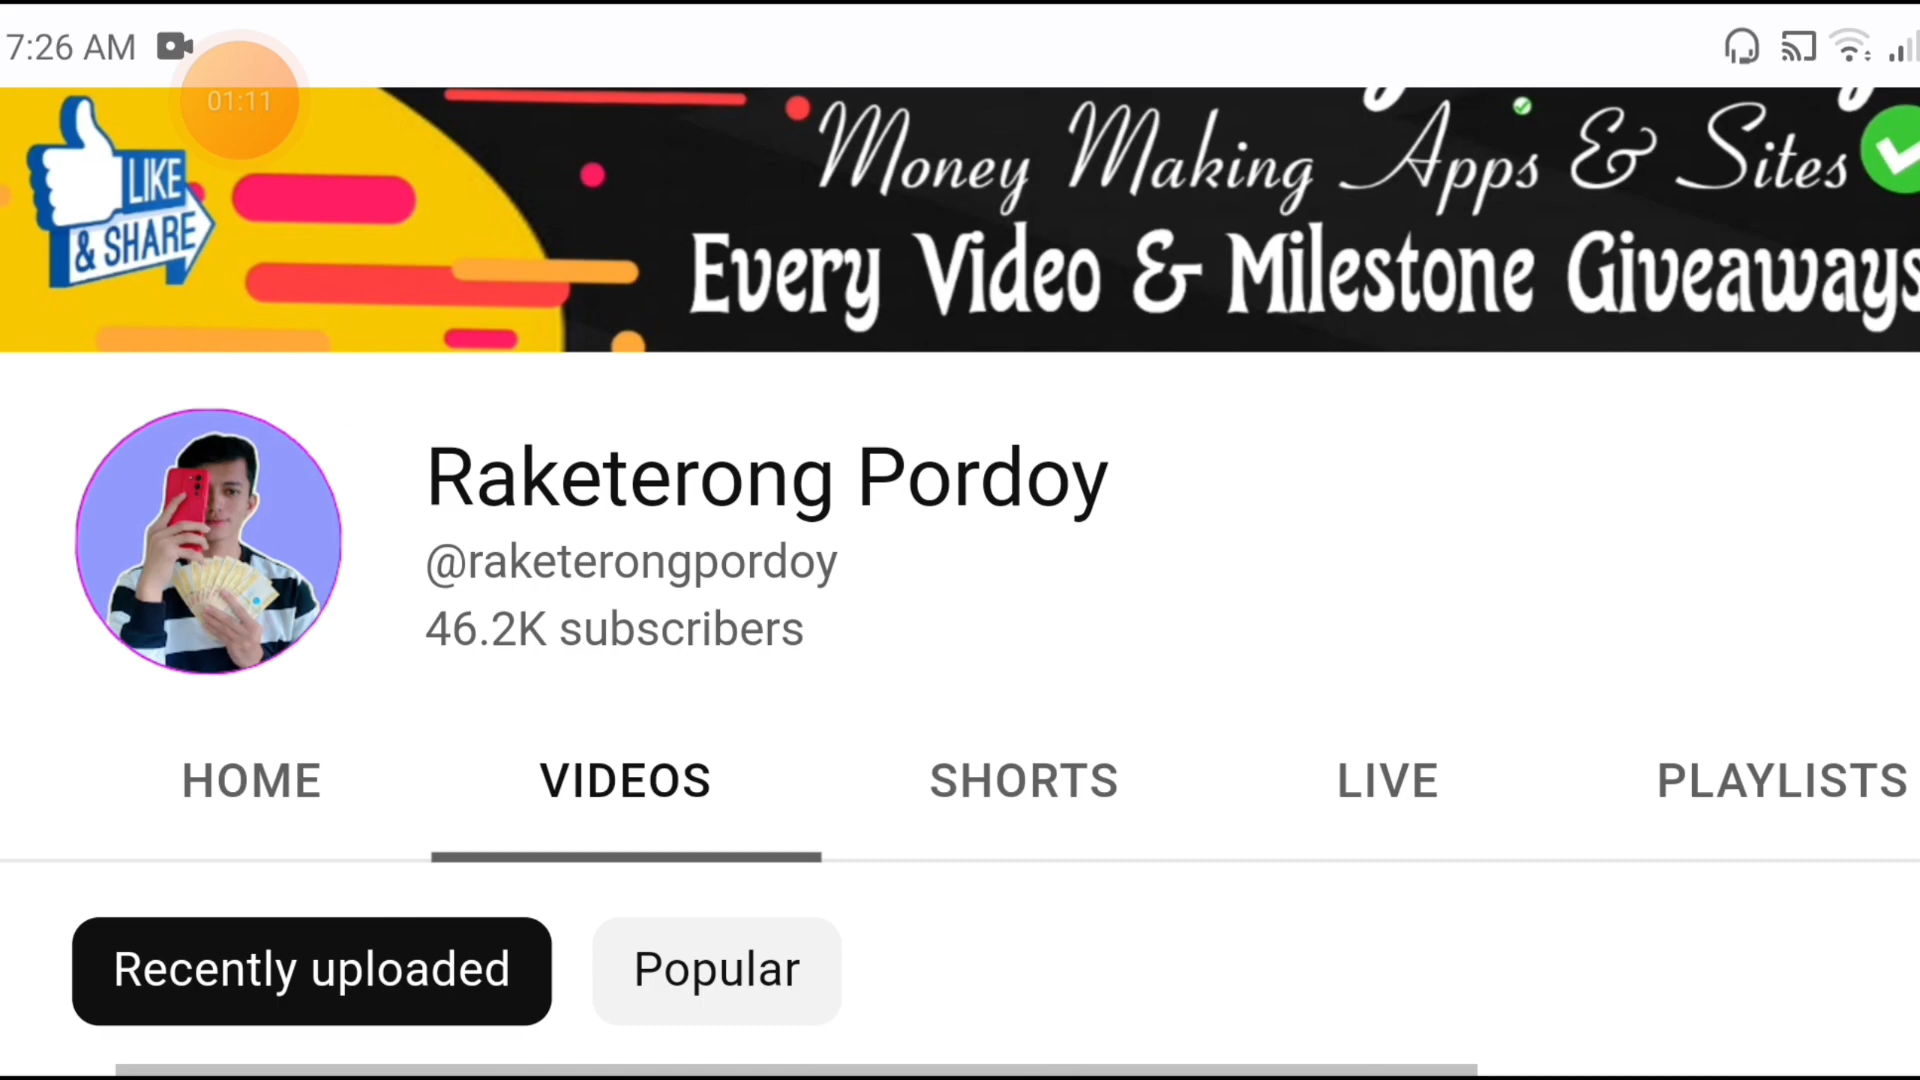 7:26 AM
01:11
LIKE
& SHARE
Money Making Apps & Sites
Every Video & Milestone Giveaways
Raketerong Pordoy
@raketerongpordoy
46.2K subscribers
HOME
VIDEOS
SHORTS
LIVE
PLAYLISTS
Recently uploaded
Popular